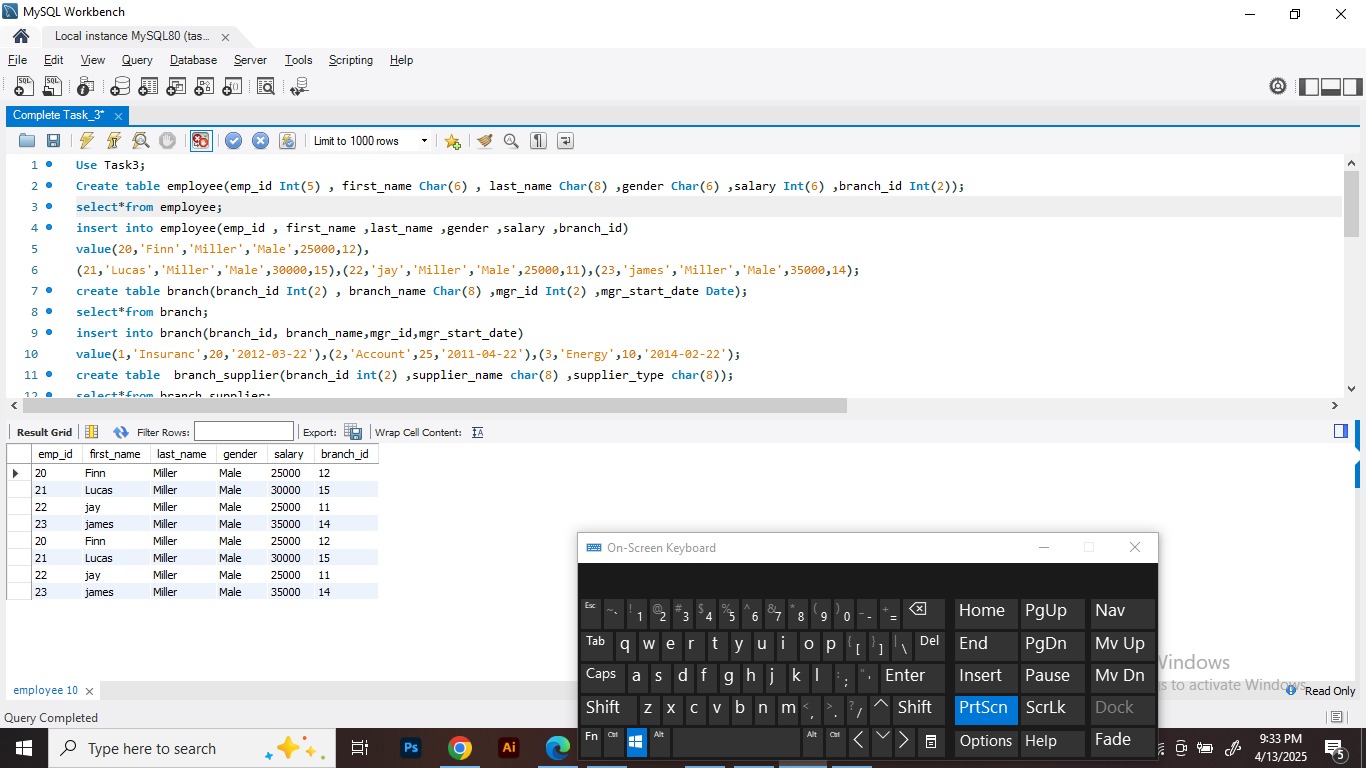 MySQL Workbench
Local instance MySQL80 (tas...
File Edit View Query Database Server Tools Scripting Help
Complete Task_3*
Limit to 1000 rows
1 Use Task3;
2 Create table employee(emp_id Int(5) , first_name Char(6) , last_name Char(8) ,gender Char(6) ,salary Int(6) ,branch_id Int(2));
3 select*from employee;
4 insert into employee(emp_id , first_name ,last_name ,gender ,salary ,branch_id)
5 value(20,'Finn','Miller','Male',25000,12),
6 (21,'Lucas','Miller','Male',30000,15),(22,'jay','Miller','Male',25000,11),(23,'james','Miller','Male',35000,14);
7 create table branch(branch_id Int(2) , branch_name Char(8) ,mgr_id Int(2) ,mgr_start_date Date);
8 select*from branch;
9 insert into branch(branch_id, branch_name,mgr_id,mgr_start_date)
10 value(1,'Insuranc',20,'2012-03-22'),(2,'Account',25,'2011-04-22'),(3,'Energy',10,'2014-02-22');
11 create table  branch_supplier(branch_id int(2) ,supplier_name char(8) ,supplier_type char(8));
12 select*from branch_supplier;
Result Grid Filter Rows: Export: Wrap Cell Content:
emp_id first_name last_name gender salary branch_id
20 Finn Miller Male 25000 12
21 Lucas Miller Male 30000 15
22 jay Miller Male 25000 11
23 james Miller Male 35000 14
20 Finn Miller Male 25000 12
21 Lucas Miller Male 30000 15
22 jay Miller Male 25000 11
23 james Miller Male 35000 14
On-Screen Keyboard
Esc ~ ` ! 1 @ 2 # 3 $ 4 % 5 ^ 6 & 7 * 8 ( 9 ) 0 _ - + = Home PgUp Nav
Tab q w e r t y u i o p { [ } ] | \ Del End PgDn Mv Up
Caps a s d f g h j k l : ; " ' Enter Insert Pause Mv Dn
Shift z x c v b n m < , > . ? / Shift PrtScn ScrLk Dock
Fn Ctrl Alt Alt Ctrl Options Help Fade
Windows
s to activate Windows.
employee 10
Read Only
Query Completed
Type here to search
Ps
Ai
9:33 PM
4/13/2025
5